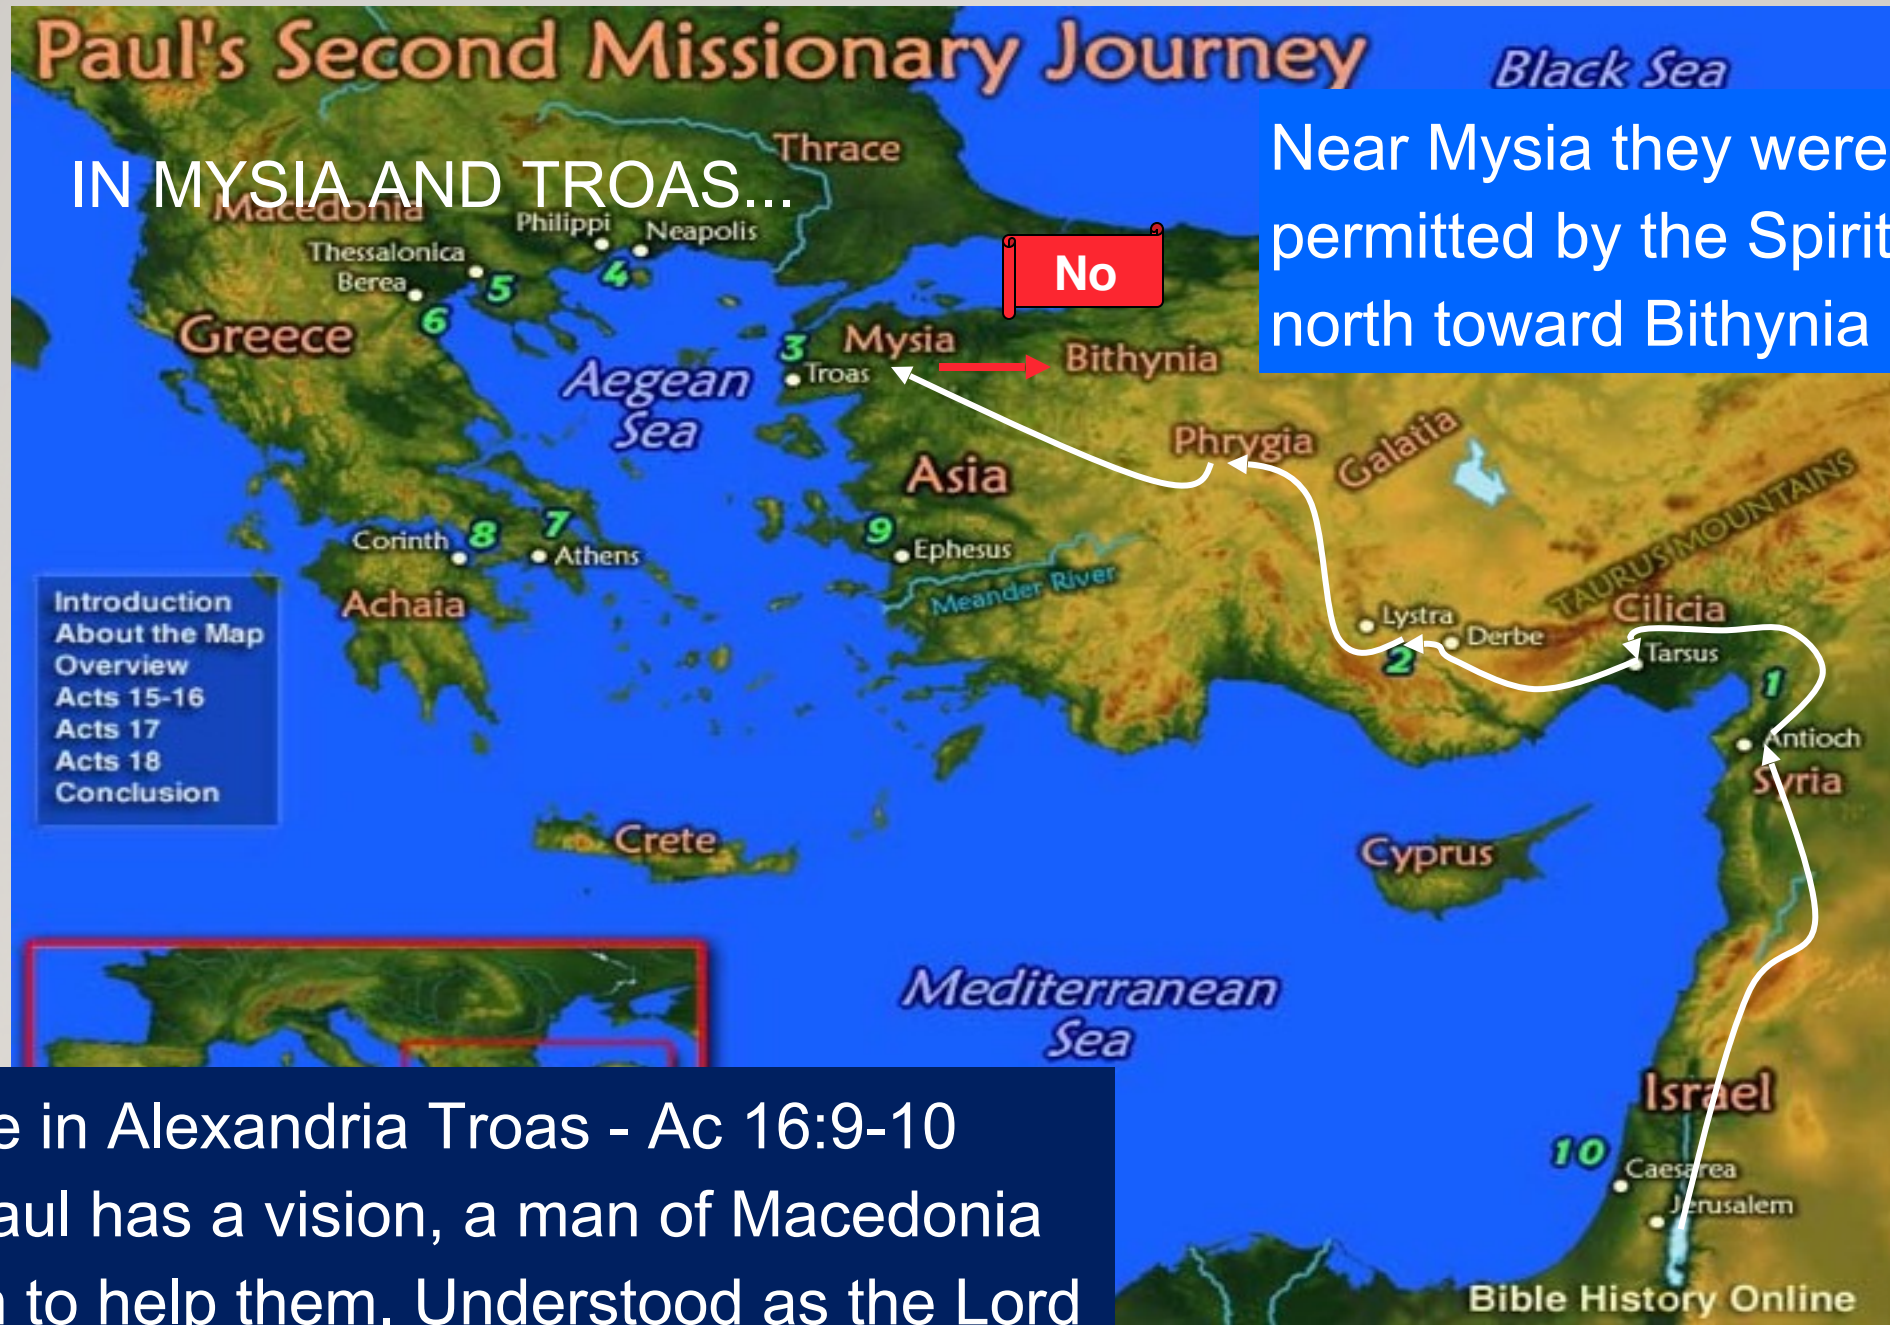 Paul's Second Missionary Journey
Black Sea
IN MYSIA AND TROAS...
Near Mysia they were
permitted by the Spirit
north toward Bithynia
Thrace
Macedonia
Philippi
Neapolis
Thessalonica
Berea
4
5
6
No
Greece
3
Mysia
Troas
Bithynia
Aegean
Sea
Phrygia
Galatia
Asia
TAURUS MOUNTAINS
Corinth
8
7
Athens
9
Ephesus
Meander River
Achaia
Lystra
Derbe
2
Cilicia
Tarsus
1
Antioch
Syria
Introduction
About the Map
Overview
Acts 15-16
Acts 17
Acts 18
Conclusion
Crete
Cyprus
Mediterranean
Sea
Israel
10
Caesarea
Jerusalem
e in Alexandria Troas - Ac 16:9-10
aul has a vision, a man of Macedonia
to help them. Understood as the Lord
Bible History Online